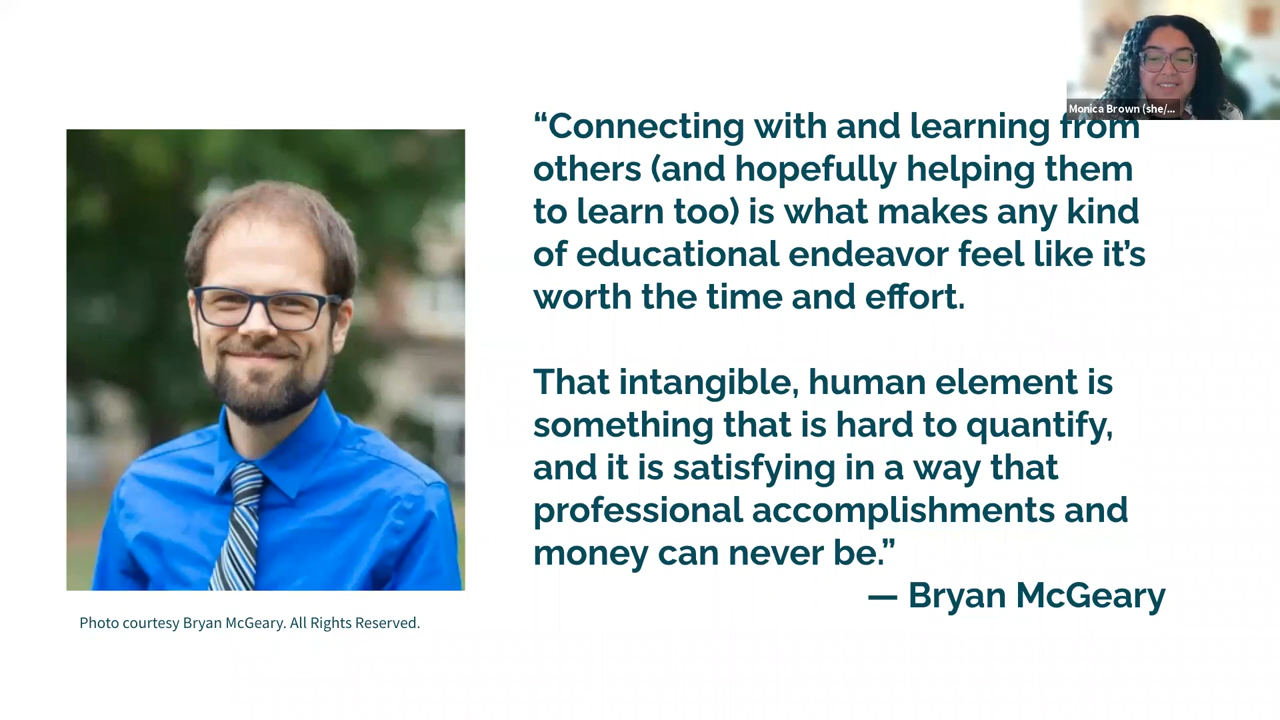 Monica Brown (she/...
“Connecting with and learning from
others (and hopefully helping them
to learn too) is what makes any kind
of educational endeavor feel like it’s
worth the time and effort.
That intangible, human element is
something that is hard to quantify,
and it is satisfying in a way that
professional accomplishments and
money can never be.”
— Bryan McGeary
Photo courtesy Bryan McGeary. All Rights Reserved.